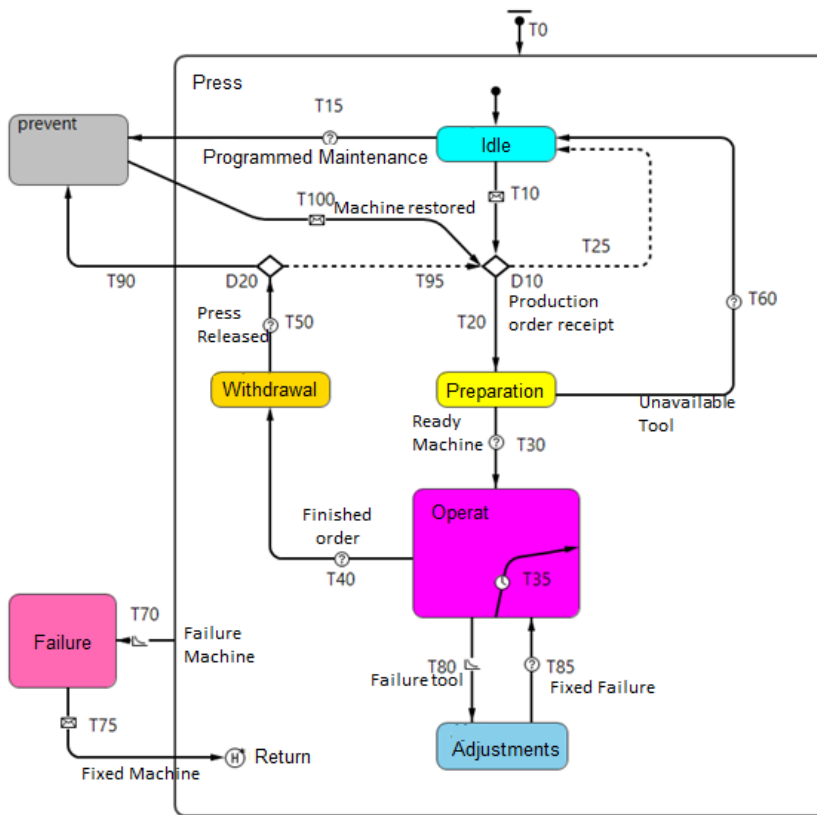 T0
Press
prevent
T15
Idle
Programmed Maintenance
T10
T100
Machine restored
T25
T90
D20
T95
D10
Press
Released
T50
T20
Production
order receipt
T60
Withdrawal
Preparation
Unavailable
Tool
Ready
Machine
T30
Finished
order
Operat
T40
T35
T70
Failure
Failure
Machine
T80
Failure tool
T85
Fixed Failure
T75
Fixed Machine
H*
Return
Adjustments